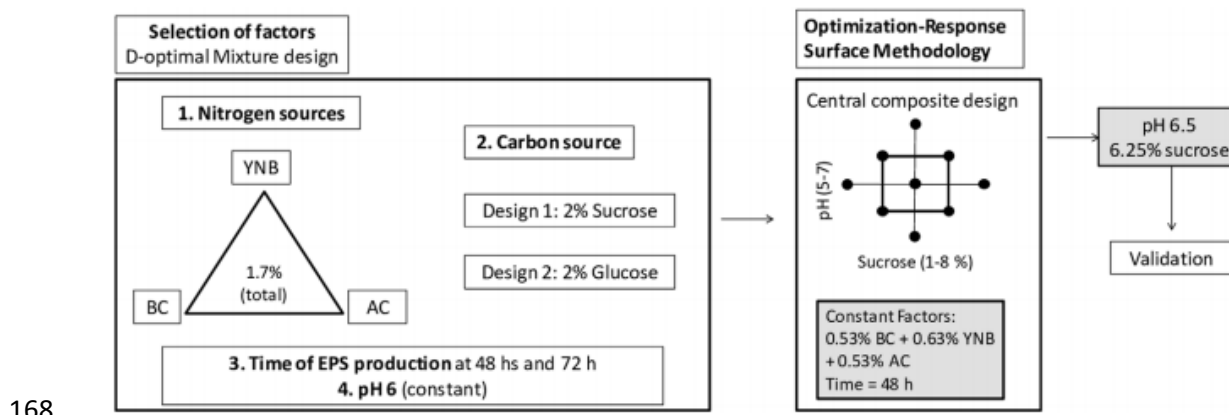 Selection of factors
D-optimal Mixture design
1. Nitrogen sources
YNB
1.7%
(total)
BC
AC
2. Carbon source
Design 1: 2% Sucrose
Design 2: 2% Glucose
3. Time of EPS production at 48 hs and 72 h
4. pH 6 (constant)
Optimization-Response
Surface Methodology
Central composite design
pH (5-7)
Sucrose (1-8 %)
Constant Factors:
0.53% BC + 0.63% YNB
+ 0.53% AC
Time = 48 h
pH 6.5
6.25% sucrose
Validation
168